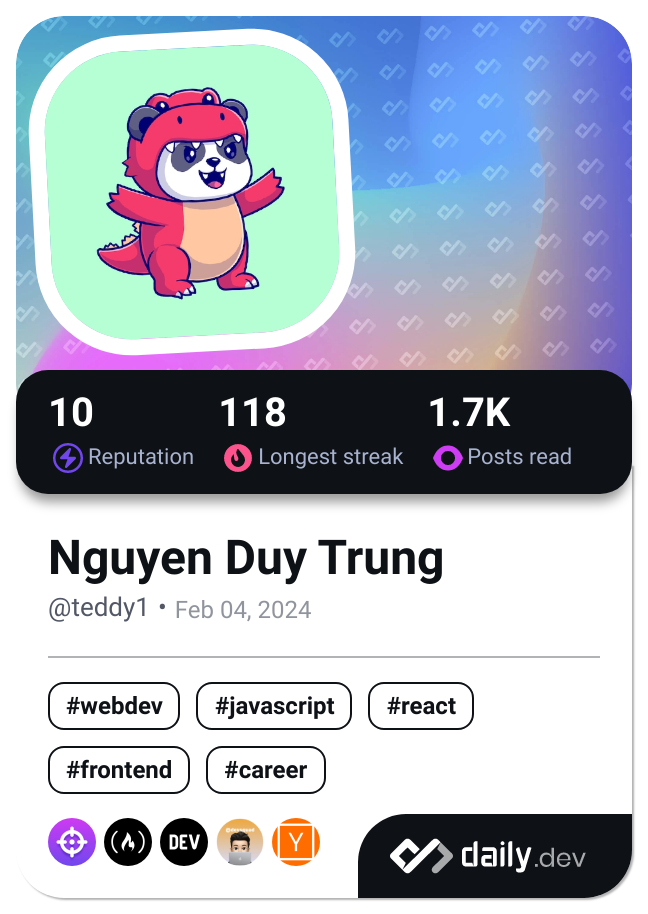 10 118 1.7K
Reputation Longest streak Posts read
Nguyen Duy Trung
@teddy1 • Feb 04, 2024
#webdev #javascript #react
#frontend #career
DEV Y
daily.dev